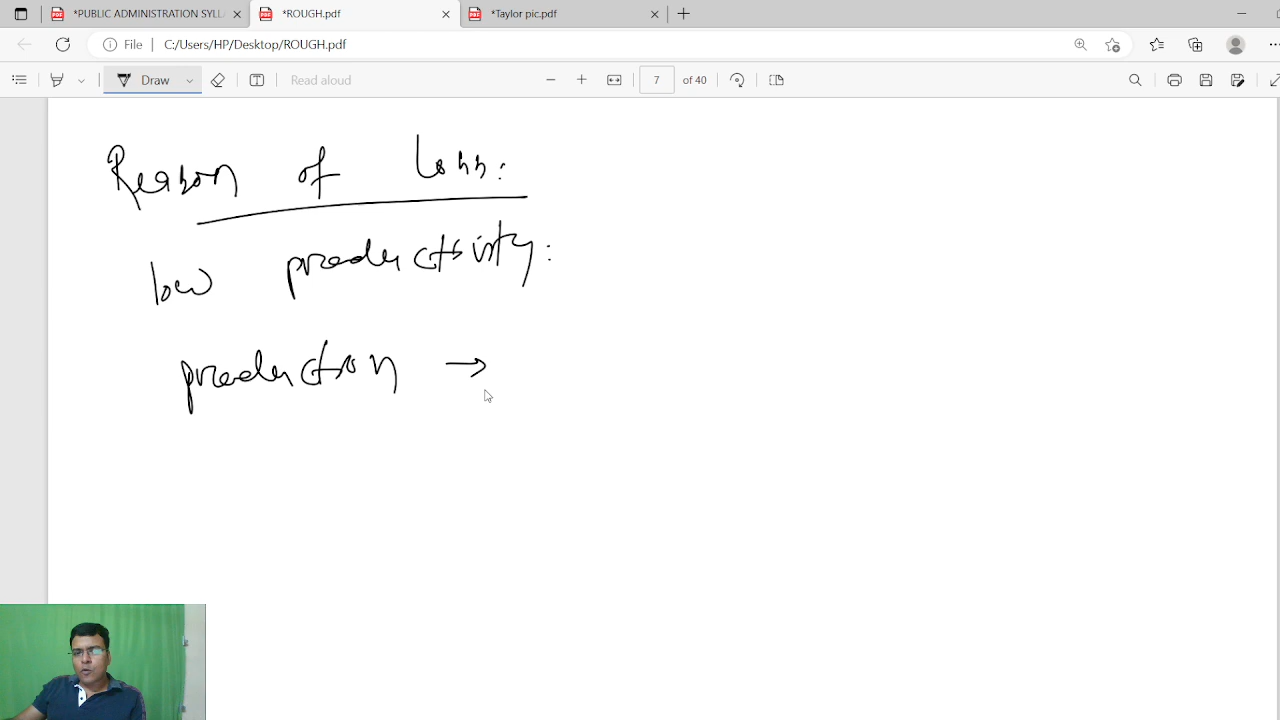 *PUBLIC ADMINISTRATION SYLLA
*ROUGH.pdf
*Taylor pic.pdf
File
C:/Users/HP/Desktop/ROUGH.pdf
Draw
Read aloud
7
of 40
Reason of Loss:
low productivity:
production →